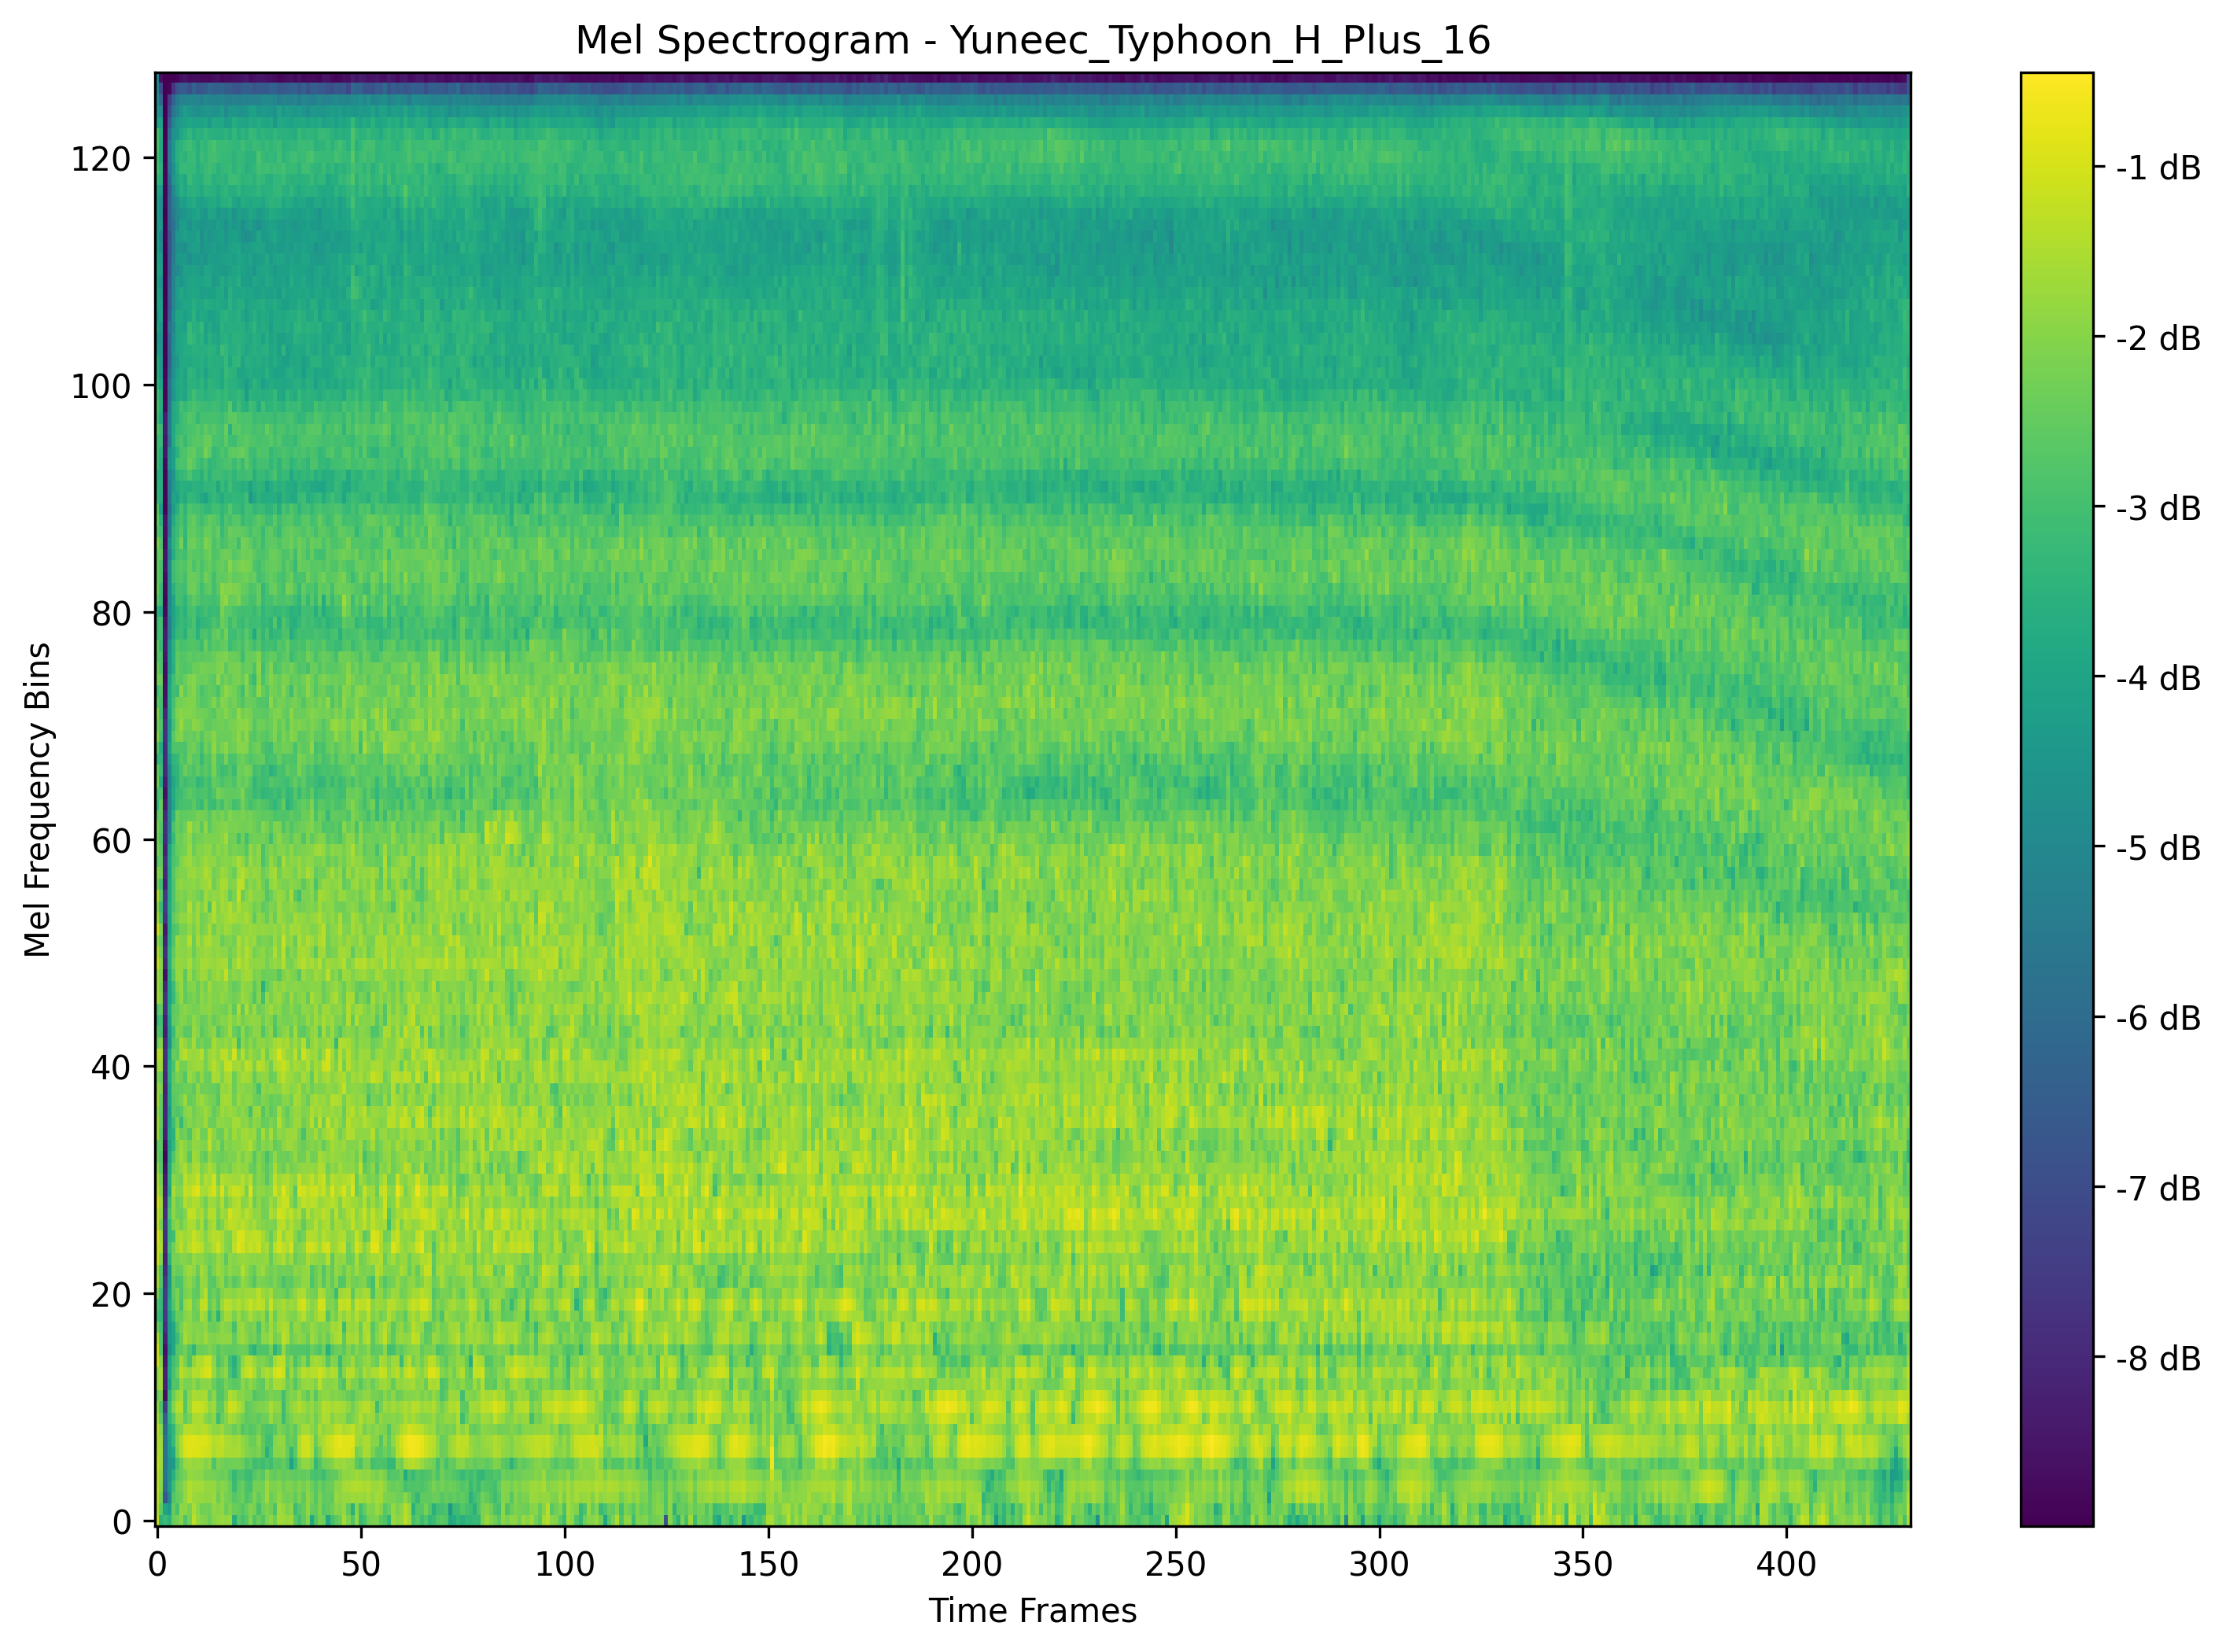 Mel Spectrogram - Yuneec_Typhoon_H_Plus_16
120
100
80
60
40
20
0
Mel Frequency Bins
0 50 100 150 200 250 300 350 400
Time Frames
-1 dB
-2 dB
-3 dB
-4 dB
-5 dB
-6 dB
-7 dB
-8 dB